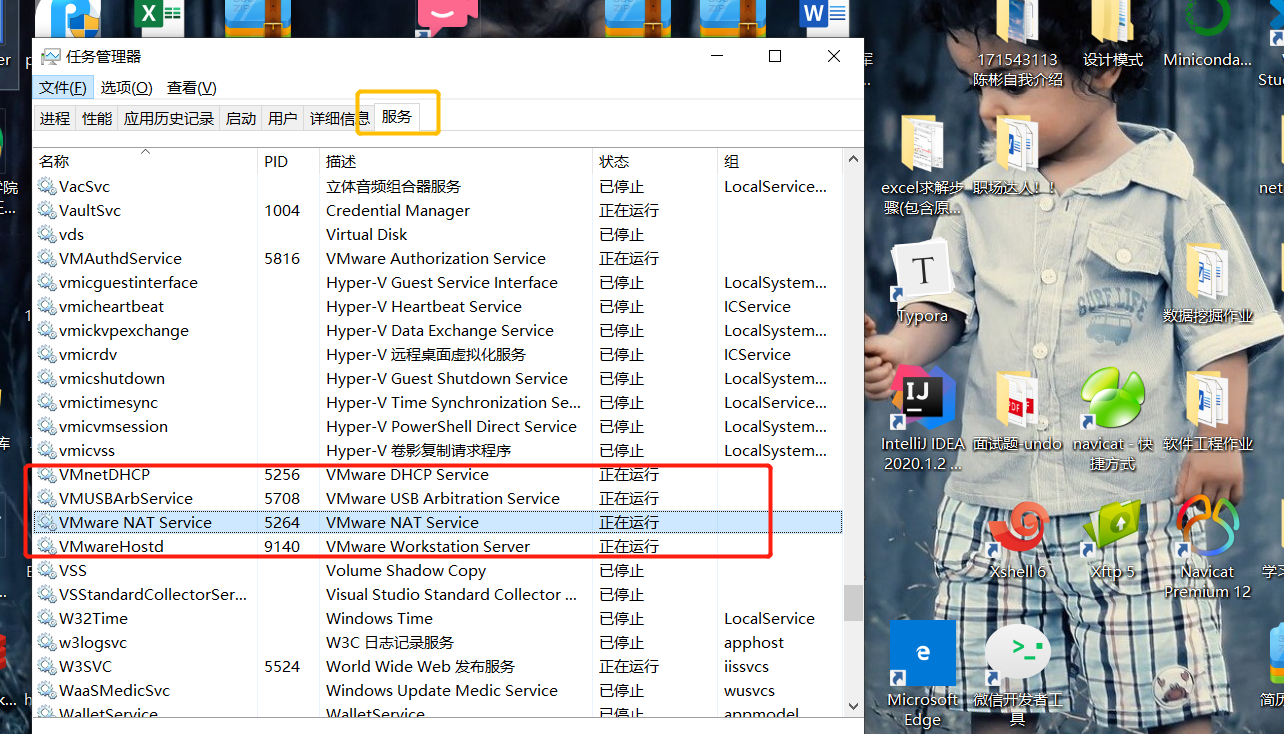 任务管理器
文件(F) 选项(O) 查看(V)
进程 性能 应用历史记录 启动 用户 详细信息 服务
名称 PID 描述 状态 组
VacSvc 立体音频组合器服务 已停止 LocalService...
VaultSvc 1004 Credential Manager 正在运行
vds Virtual Disk 已停止
VMAuthdService 5816 VMware Authorization Service 正在运行
vmicguestinterface Hyper-V Guest Service Interface 已停止 LocalSystem...
vmicheartbeat Hyper-V Heartbeat Service 已停止 ICService
vmickvpexchange Hyper-V Data Exchange Service 已停止 LocalSystem...
vmicrdv Hyper-V 远程桌面虚拟化服务 已停止 ICService
vmicshutdown Hyper-V Guest Shutdown Service 已停止 LocalSystem...
vmictimesync Hyper-V Time Synchronization Se... 已停止 LocalService...
vmicvmsession Hyper-V PowerShell Direct Service 已停止 LocalSystem...
vmicvss Hyper-V 卷影复制请求程序 已停止 LocalSystem...
VMnetDHCP 5256 VMware DHCP Service 正在运行
VMUSBArbService 5708 VMware USB Arbitration Service 正在运行
VMware NAT Service 5264 VMware NAT Service 正在运行
VMwareHostd 9140 VMware Workstation Server 正在运行
VSS Volume Shadow Copy 已停止
VSStandardCollectorSer... Visual Studio Standard Collector ... 已停止
W32Time Windows Time 已停止 LocalService
w3logsvc W3C 日志记录服务 已停止 apphost
W3SVC 5524 World Wide Web 发布服务 正在运行 iissvcs
WaaSMedicSvc Windows Update Medic Service 已停止 wusvcs
WalletService WalletService 已停止 appmodel
171543113
陈彬自我介绍
设计模式
Miniconda...
excel求解步
骤(包含原...
职场达人！！
Typora
数据挖掘作业
IntelliJ IDEA
2020.1.2 ...
面试题-undo
navicat - 快
捷方式
软件工程作业
Xshell 6
Xftp 5
Navicat
Premium 12
Microsoft
Edge
微信开发者工
具
SURF LIFE